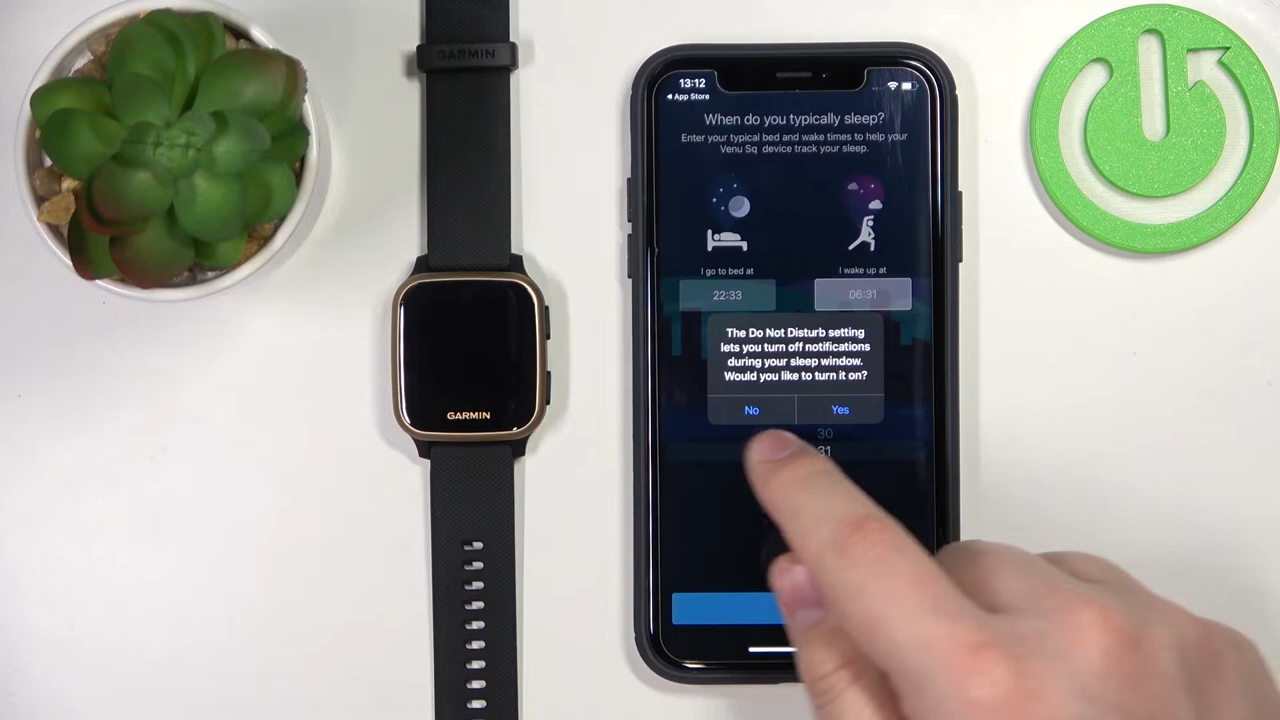 GARMIN
13:12
◀ App Store
When do you typically sleep?
Enter your typical bed and wake times to help your
Venu Sq device track your sleep.
I go to bed at
I wake up at
22:33
06:31
The Do Not Disturb setting
lets you turn off notifications
during your sleep window.
Would you like to turn it on?
No
Yes
30
31
GARMIN